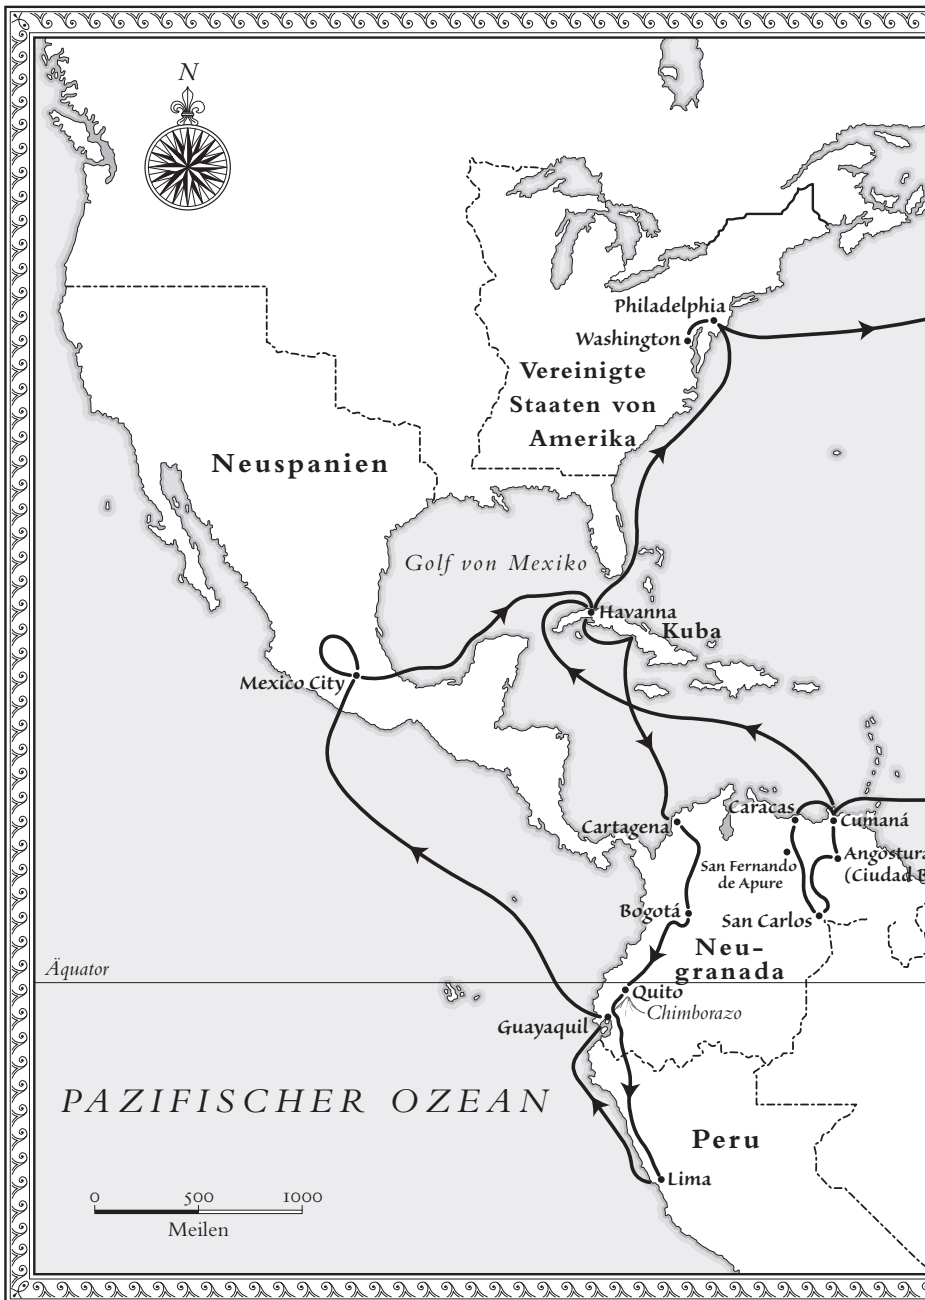 N
Philadelphia
Washington
Vereinigte
Staaten von
Amerika
Neuspanien
Golf von Mexiko
Havanna
Kuba
Mexico City
Caracas
Cumaná
Cartagena
Angostura
(Ciudad B
San Fernando
de Apure
Bogotá
San Carlos
Neu-
granada
Äquator
Quito
Chimborazo
Guayaquil
PAZIFISCHER OZEAN
Peru
Lima
0 500 1000
Meilen